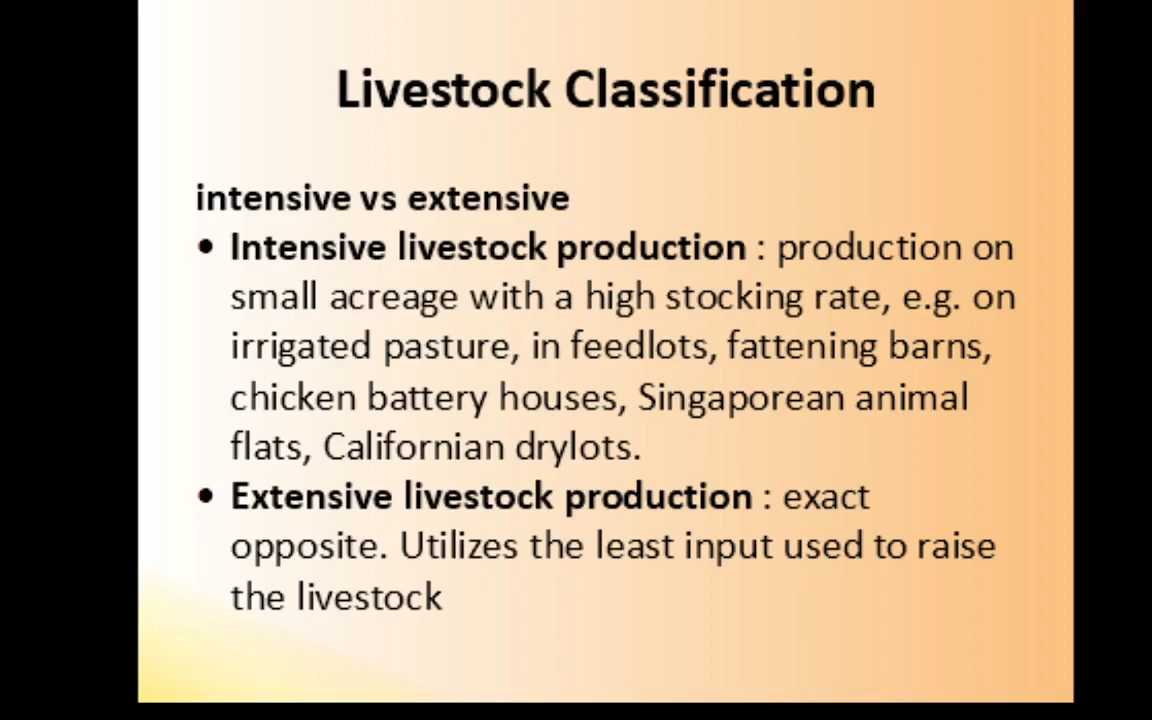 Livestock Classification
intensive vs extensive
• Intensive livestock production : production on
small acreage with a high stocking rate, e.g. on
irrigated pasture, in feedlots, fattening barns,
chicken battery houses, Singaporean animal
flats, Californian drylots.
• Extensive livestock production : exact
opposite. Utilizes the least input used to raise
the livestock